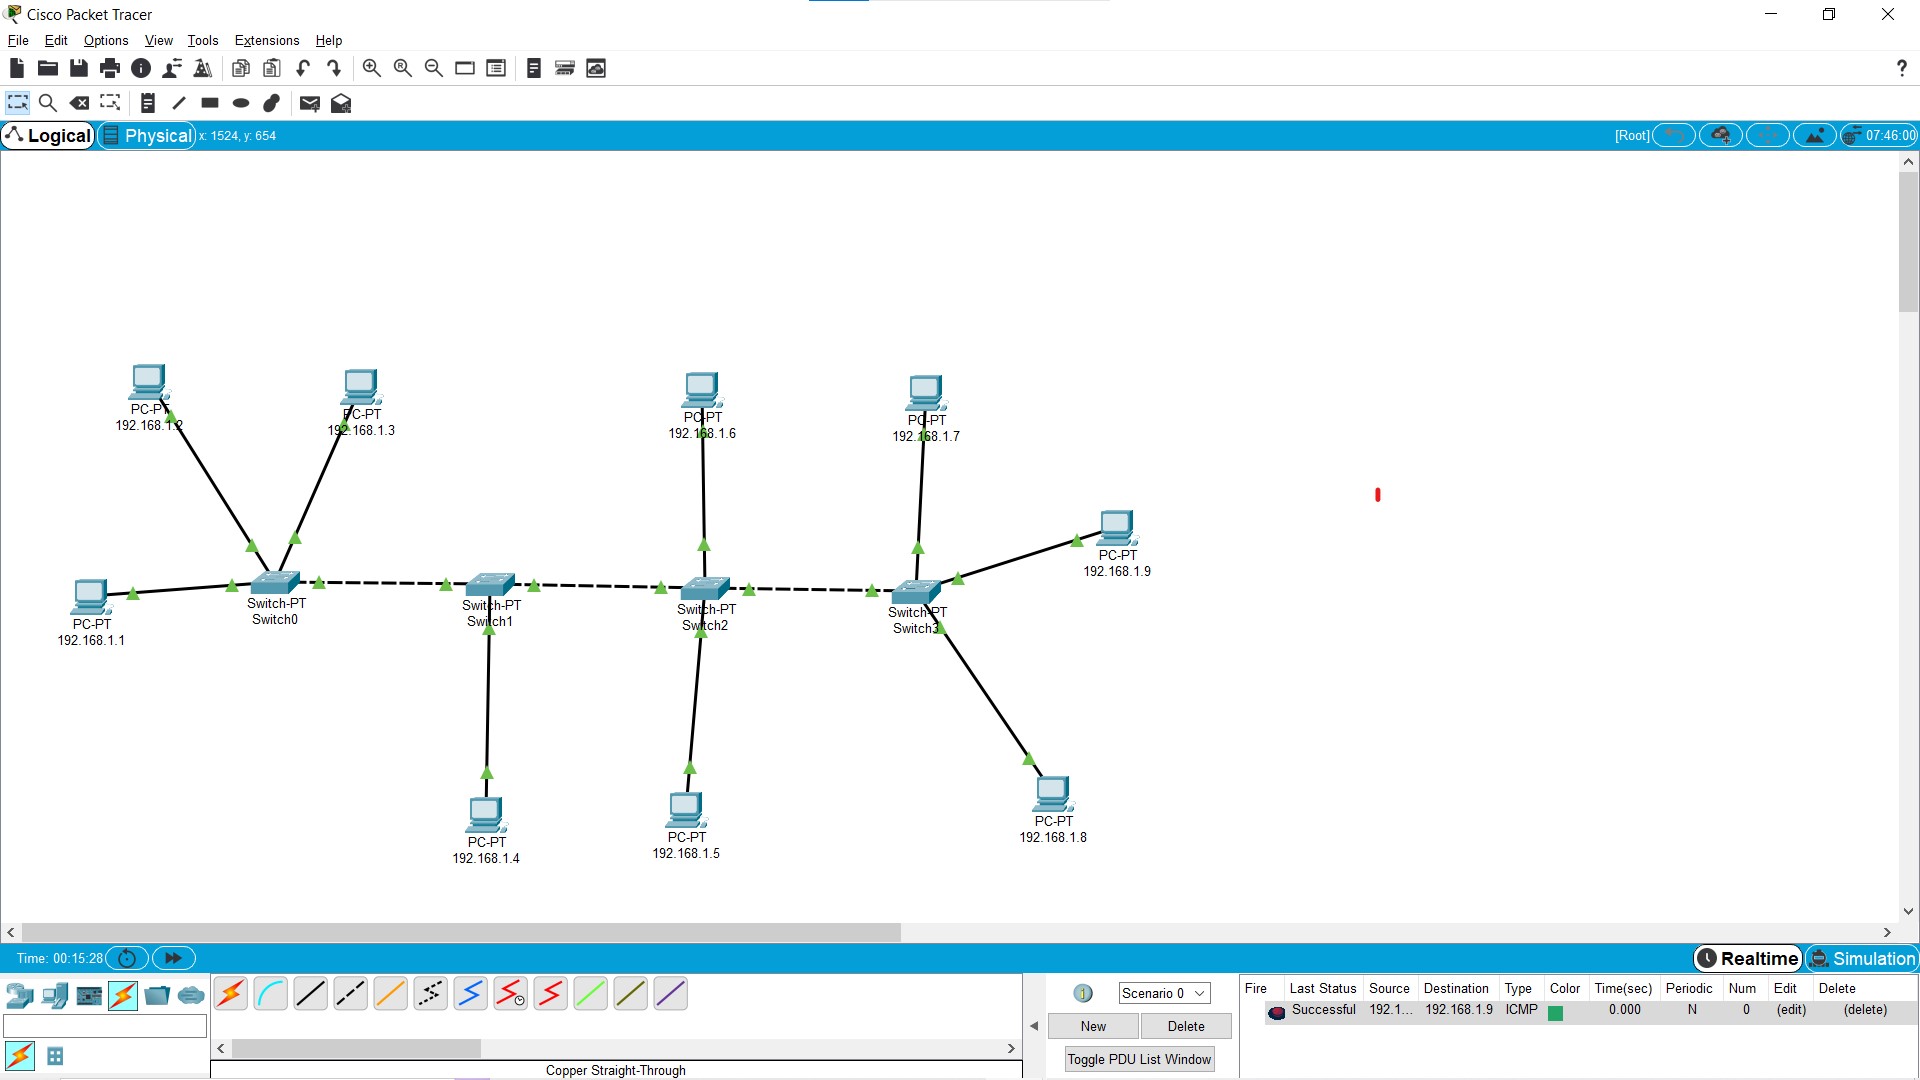 Cisco Packet Tracer
File Edit Options View Tools Extensions Help
Logical Physical x: 1524, y: 654 [Root] 07:46:00
PC-PT
192.168.1.2
PC-PT
192.168.1.3
PC-PT
192.168.1.6
PC-PT
192.168.1.7
PC-PT
192.168.1.9
PC-PT
192.168.1.1
Switch-PT
Switch0
Switch-PT
Switch1
Switch-PT
Switch2
Switch-PT
Switch3
PC-PT
192.168.1.4
PC-PT
192.168.1.5
PC-PT
192.168.1.8
Time: 00:15:28 Realtime Simulation
Scenario 0
New Delete
Toggle PDU List Window
Fire Last Status Source Destination Type Color Time(sec) Periodic Num Edit Delete
Successful 192.1... 192.168.1.9 ICMP 0.000 N 0 (edit) (delete)
Copper Straight-Through